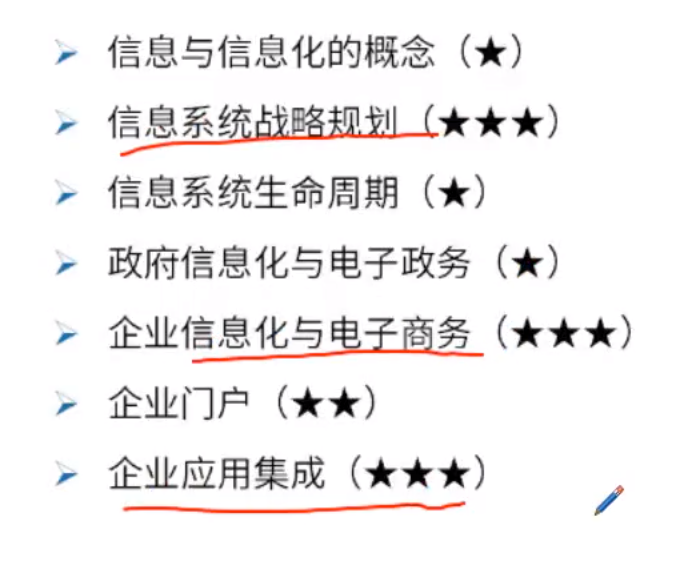 信息与信息化的概念（★）
信息系统战略规划（★★★）
信息系统生命周期（★）
政府信息化与电子政务（★）
企业信息化与电子商务（★★★）
企业门户（★★）
企业应用集成（★★★）